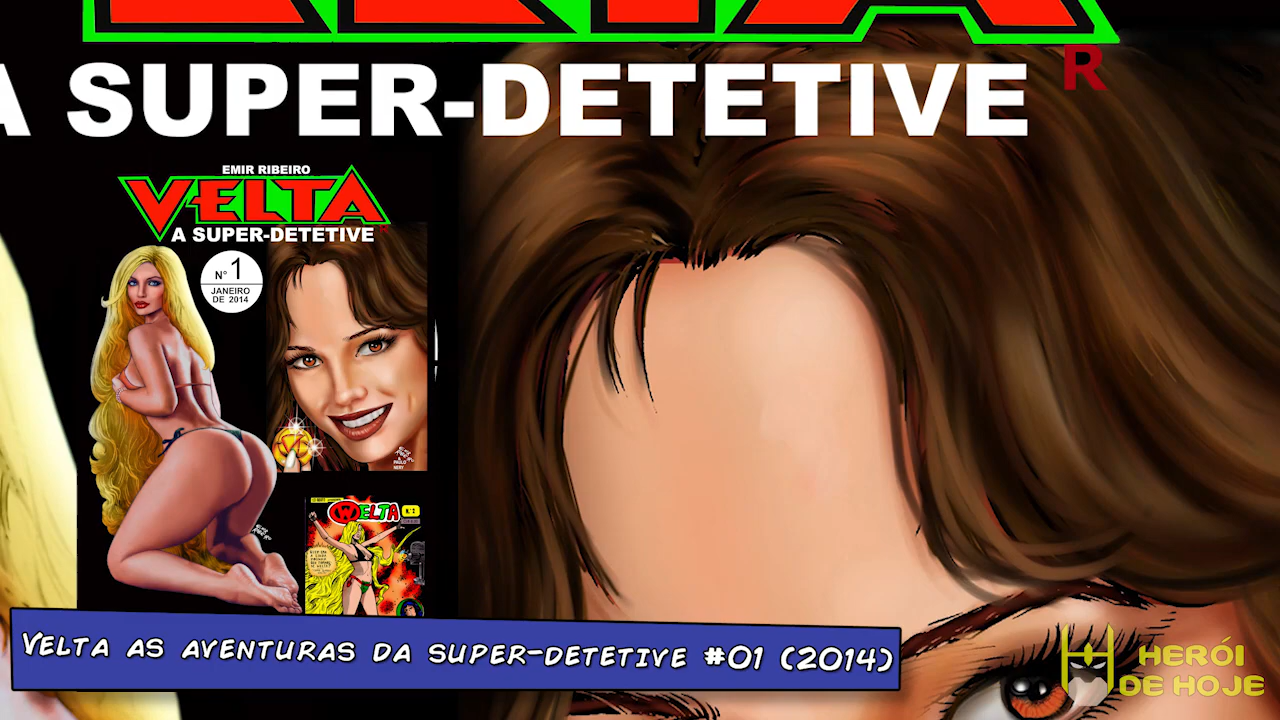 A SUPER-DETETIVE
R
EMIR RIBEIRO
VELTA
A SUPER-DETETIVE
Nº 1
JANEIRO
DE 2014
WELTA
VELTA AS AVENTURAS DA SUPER-DETETIVE #01 (2014)
HERÓI
DE HOJE